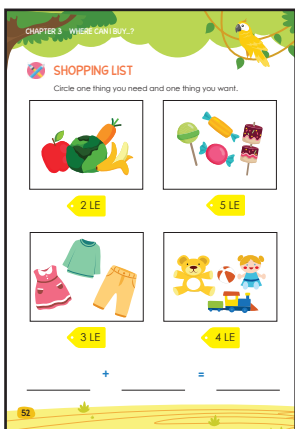 CHAPTER 3 WHERE CAN I BUY..?
SHOPPING LIST
Circle one thing you need and one thing you want.
2 LE
5 LE
3 LE
4 LE
+ =
52